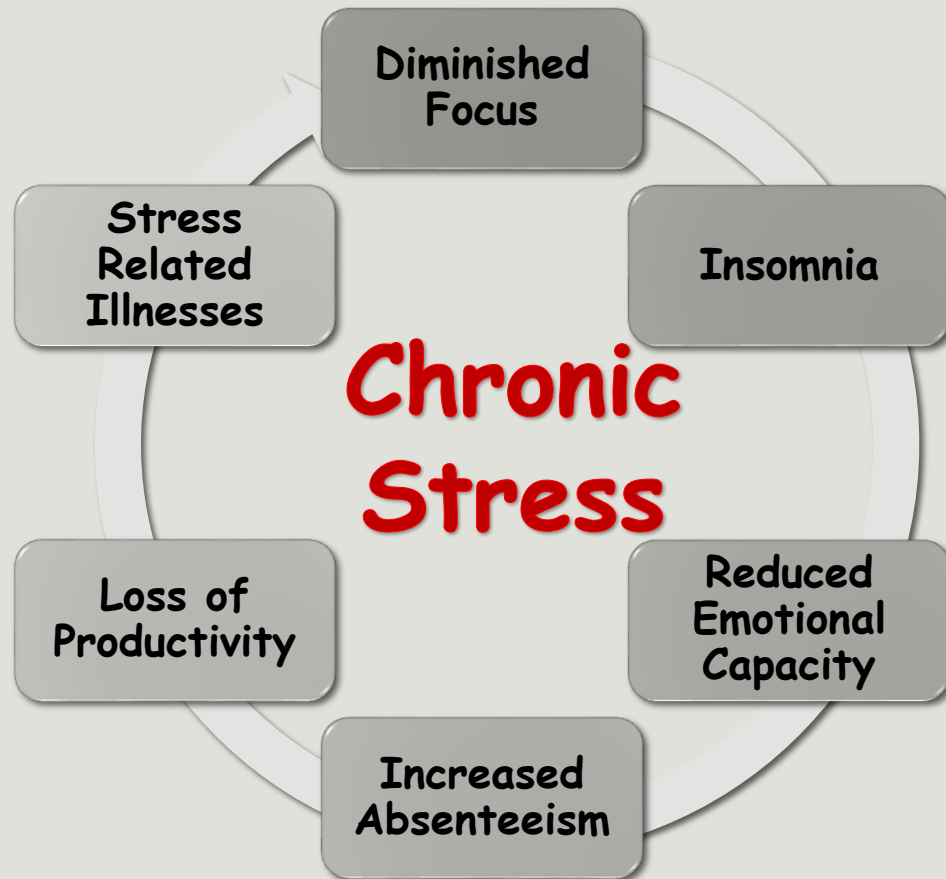 Diminished
Focus
Insomnia
Reduced
Emotional
Capacity
Increased
Absenteeism
Loss of
Productivity
Stress
Related
Illnesses
Chronic
Stress